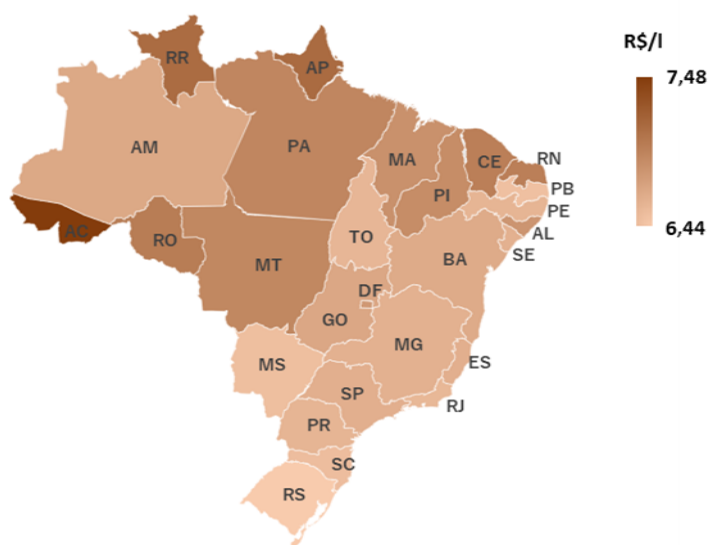 R$/l
7,48
6,44
RR
AP
AM
PA
MA
CE
RN
PB
PE
AL
SE
PI
AC
RO
TO
MT
BA
DF
GO
MG
MS
ES
SP
RJ
PR
SC
RS